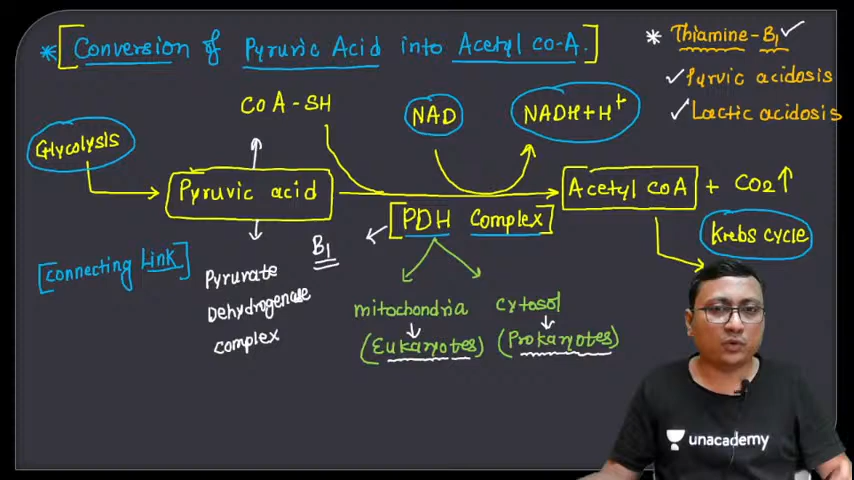 * [Conversion of Pyruvic Acid into Acetyl co-A.]
* Thiamine-B1 ✓
✓ Pyrvic acidosis
✓ Lactic acidosis
CoA-SH
NAD
NADH+H+
Glycolysis
Pyruvic acid
Acetyl coA + CO2↑
[PDH Complex]
Krebs cycle
[connecting Link]
B1
Pyruvate
Dehydrogenase
complex
mitochondria
cytosol
(Eukaryotes)
(Prokaryotes)
unacademy